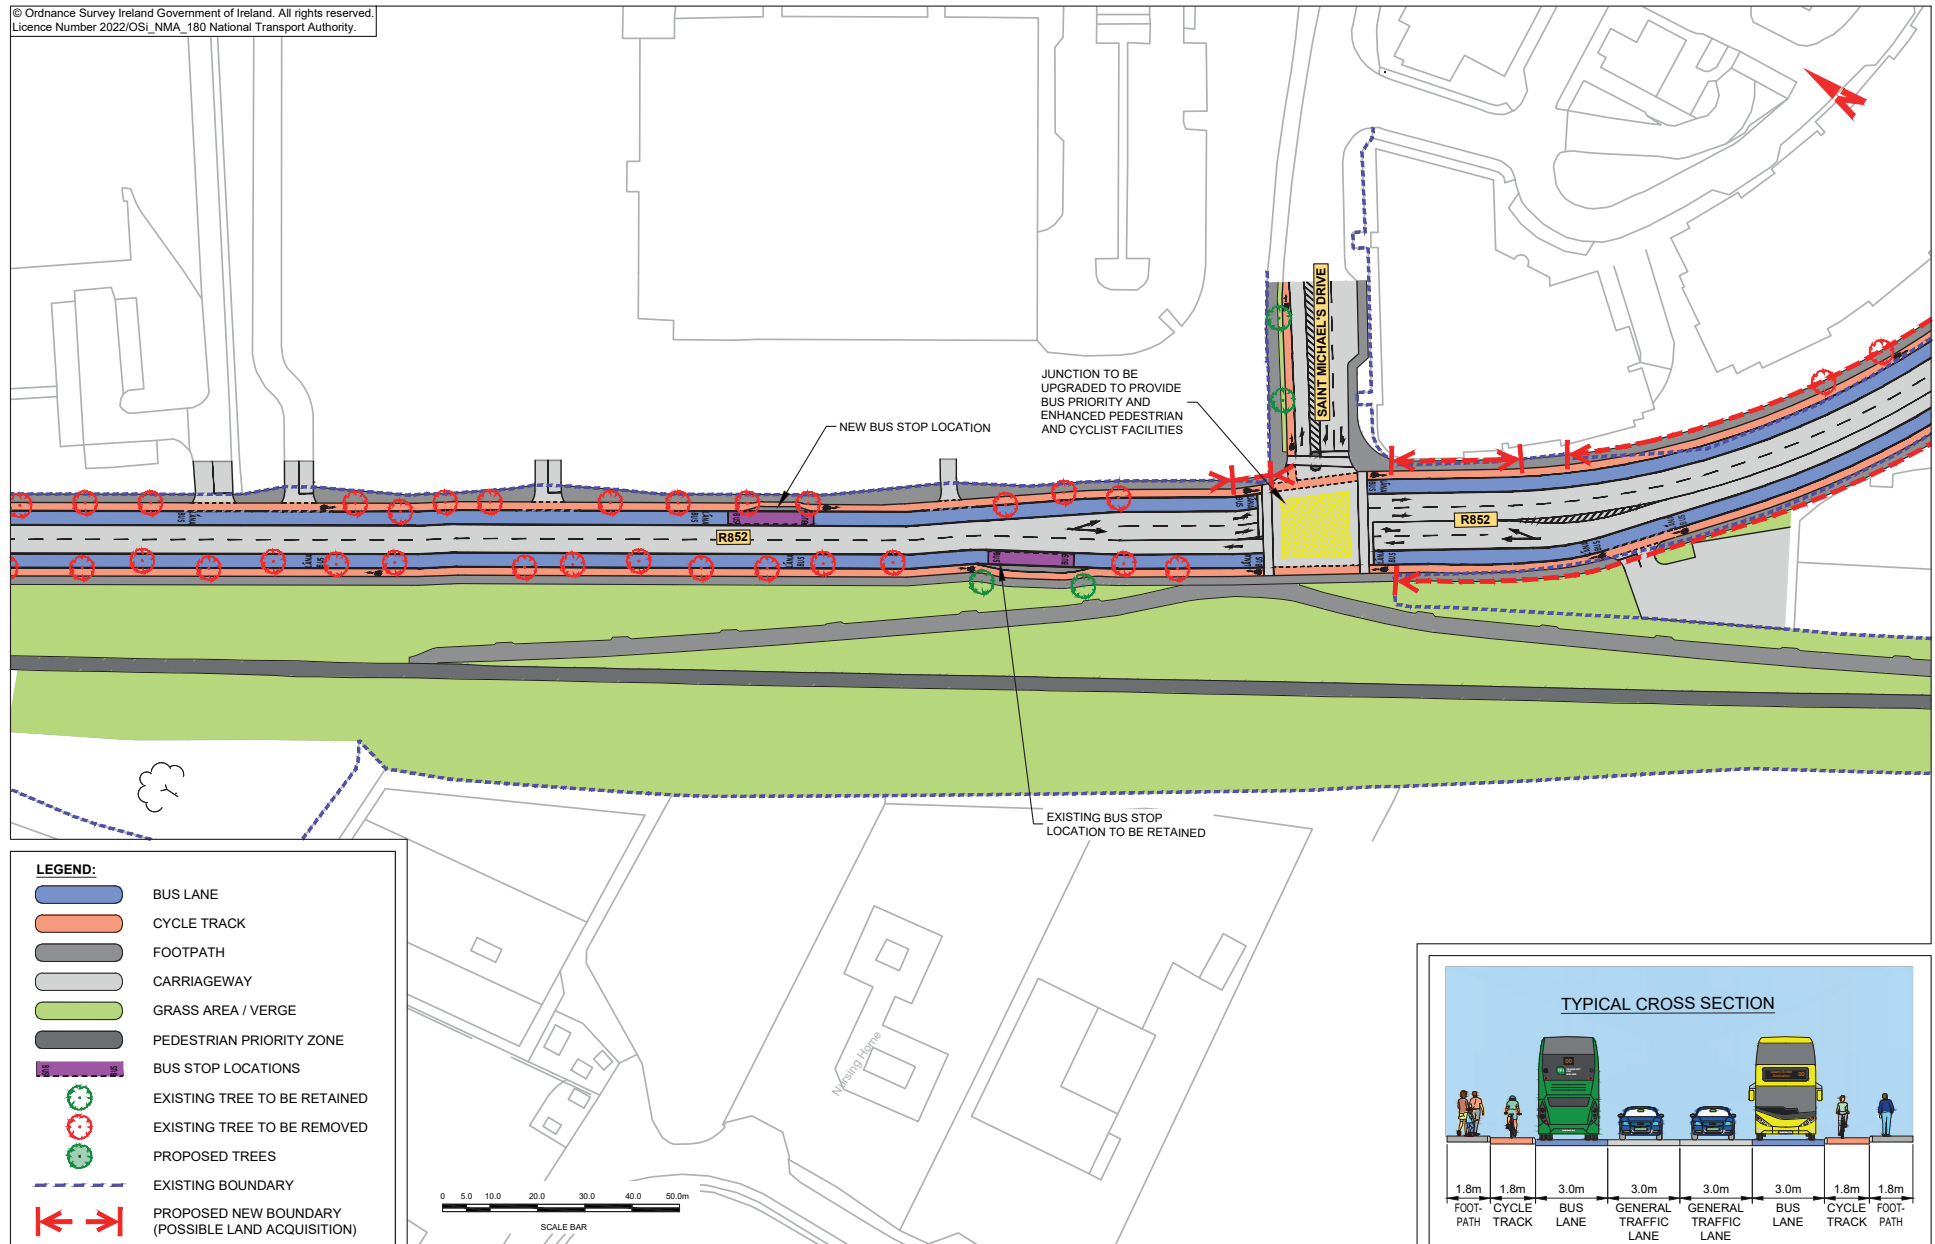 © Ordnance Survey Ireland Government of Ireland. All rights reserved.
Licence Number 2022/OSi_NMA_180 National Transport Authority.
SAINT MICHAEL'S DRIVE
JUNCTION TO BE
UPGRADED TO PROVIDE
BUS PRIORITY AND
ENHANCED PEDESTRIAN
AND CYCLIST FACILITIES
NEW BUS STOP LOCATION
R852
R852
LÁNA
BUS
EXISTING BUS STOP
LOCATION TO BE RETAINED
Nursing Home
LEGEND:
BUS LANE
CYCLE TRACK
FOOTPATH
CARRIAGEWAY
GRASS AREA / VERGE
PEDESTRIAN PRIORITY ZONE
BUS STOP LOCATIONS
EXISTING TREE TO BE RETAINED
EXISTING TREE TO BE REMOVED
PROPOSED TREES
EXISTING BOUNDARY
PROPOSED NEW BOUNDARY
(POSSIBLE LAND ACQUISITION)
0 5.0 10.0 20.0 30.0 40.0 50.0m
SCALE BAR
TYPICAL CROSS SECTION
1.8m 1.8m 3.0m 3.0m 3.0m 3.0m 1.8m 1.8m
FOOT- CYCLE BUS GENERAL GENERAL BUS CYCLE FOOT-
PATH TRACK LANE TRAFFIC TRAFFIC LANE TRACK PATH
LANE LANE